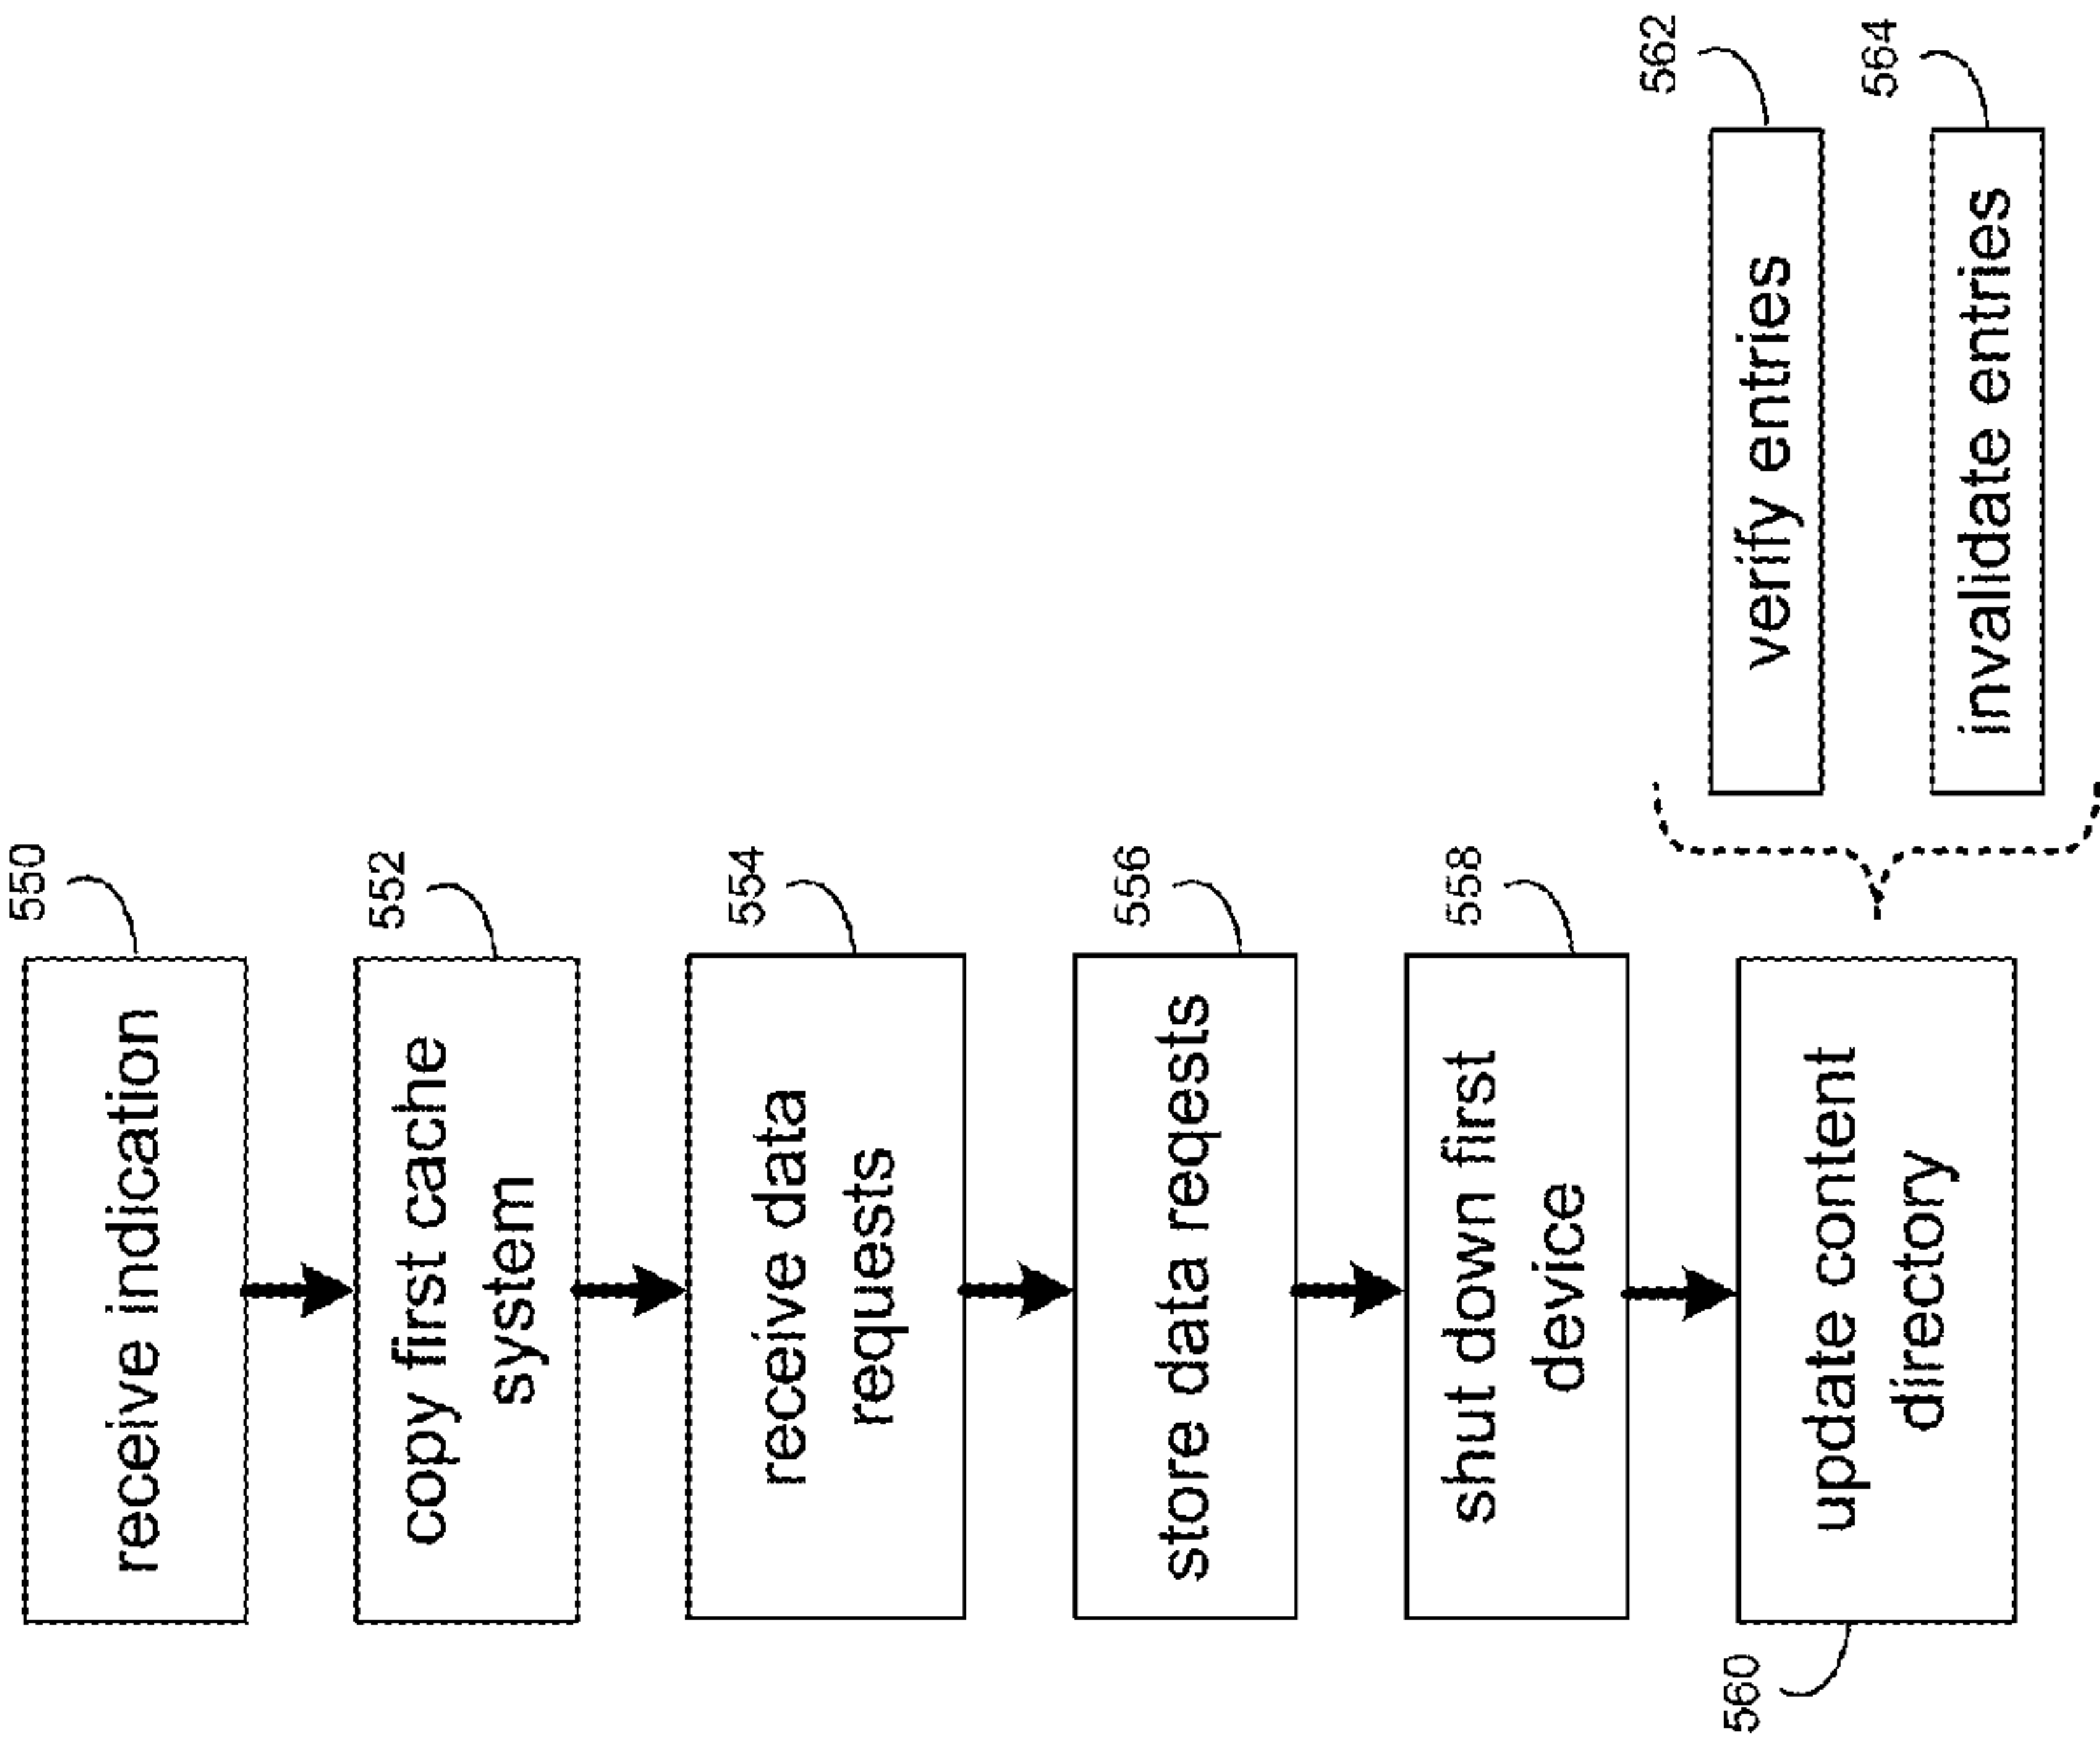 550
receive indication
552
copy first cache
system
554
receive data
requests
556
store data reqests
558
shut down first
device
560
update content
directory
562
verify entries
564
invalidate entries